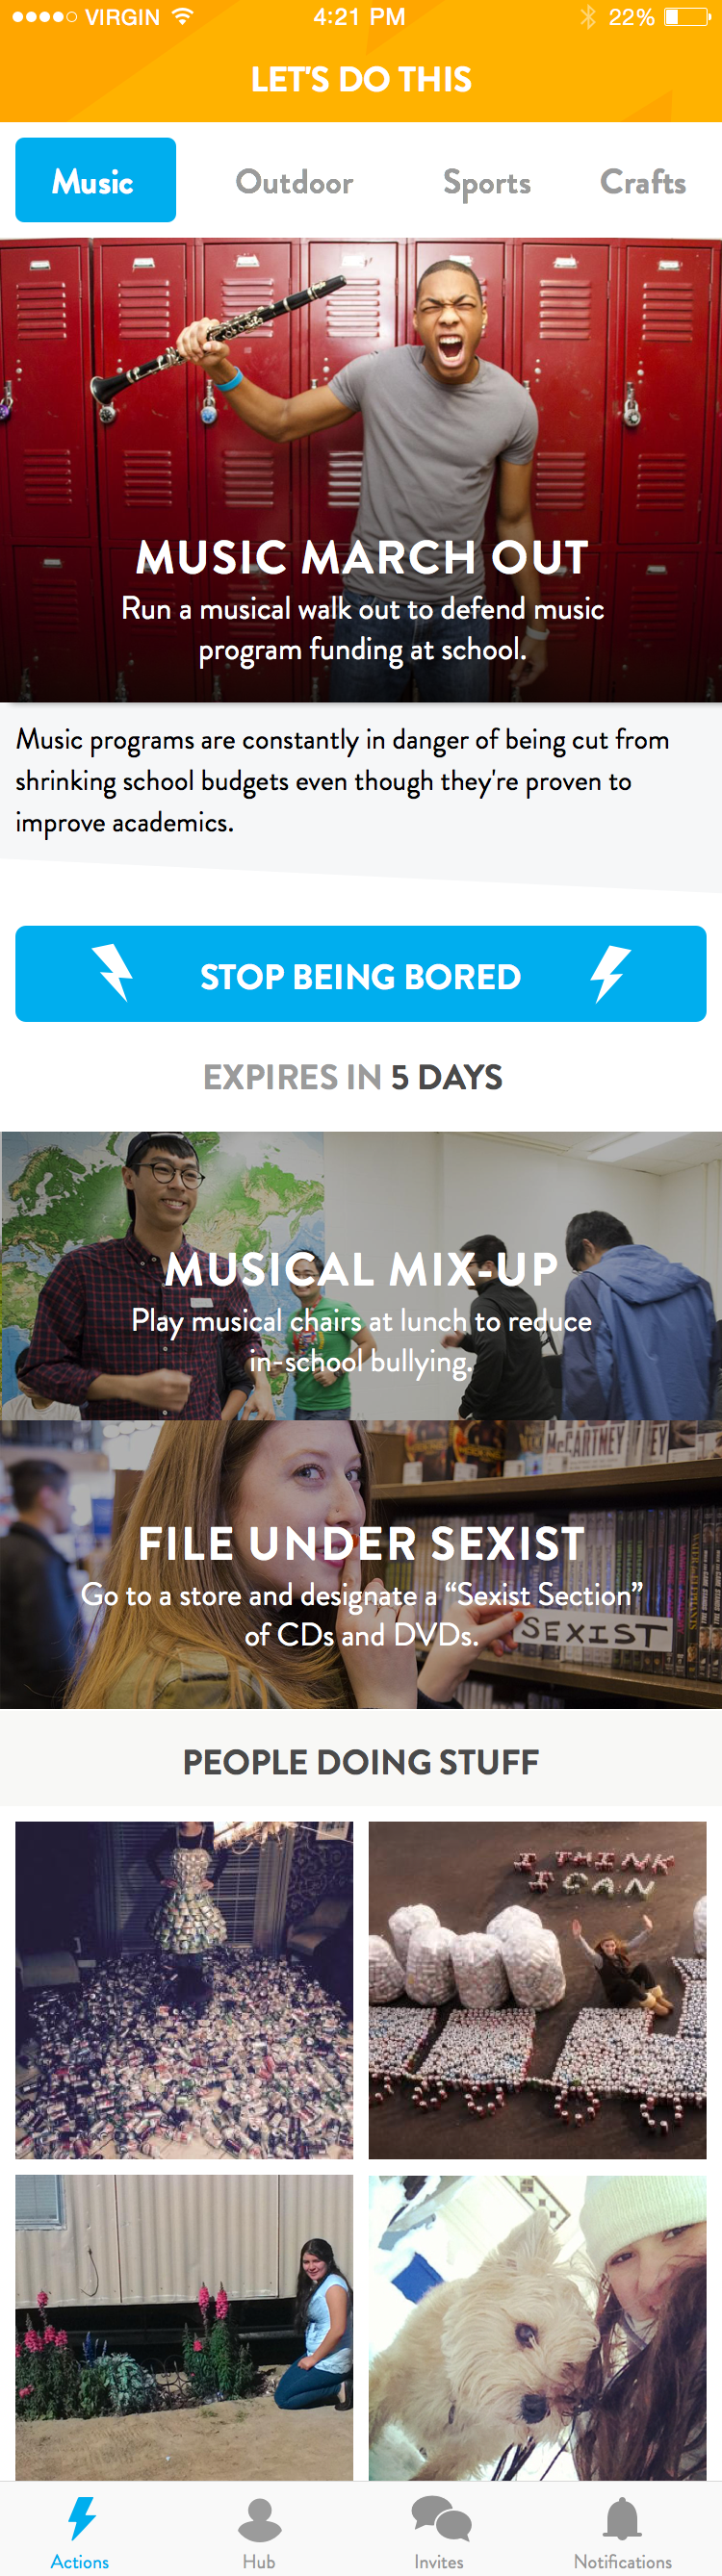 VIRGIN 4:21 PM 22%
LET'S DO THIS
Music Outdoor Sports Crafts
MUSIC MARCH OUT
Run a musical walk out to defend music
program funding at school.
Music programs are constantly in danger of being cut from
shrinking school budgets even though they're proven to
improve academics.
STOP BEING BORED
EXPIRES IN 5 DAYS
MUSICAL MIX-UP
Play musical chairs at lunch to reduce
in-school bullying.
McCARTNEY
FILE UNDER SEXIST
Go to a store and designate a “Sexist Section”
of CDs and DVDs.
SEXIST
PEOPLE DOING STUFF
I THINK
I CAN
Actions Hub Invites Notifications